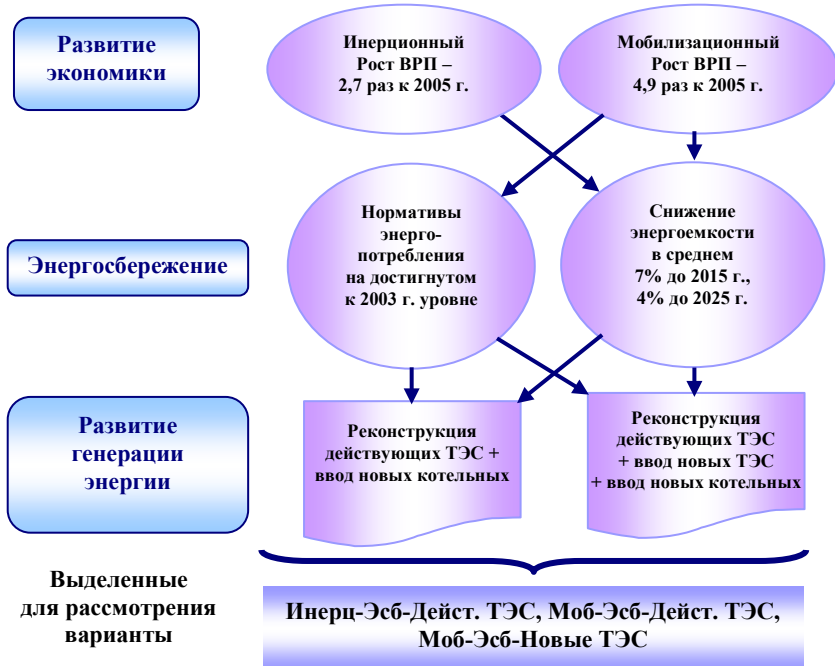 Развитие
экономики
Инерционный
Рост ВРП –
2,7 раз к 2005 г.
Мобилизационный
Рост ВРП –
4,9 раз к 2005 г.
Энергосбережение
Нормативы
энерго-
потребления
на достигнутом
к 2003 г. уровне
Снижение
энергоемкости
в среднем
7% до 2015 г.,
4% до 2025 г.
Развитие
генерации
энергии
Реконструкция
действующих ТЭС +
ввод новых котельных
Реконструкция
действующих ТЭС
+ ввод новых ТЭС
+ ввод новых котельных
Выделенные
для рассмотрения
варианты
Инерц-Эсб-Дейст. ТЭС, Моб-Эсб-Дейст. ТЭС,
Моб-Эсб-Новые ТЭС